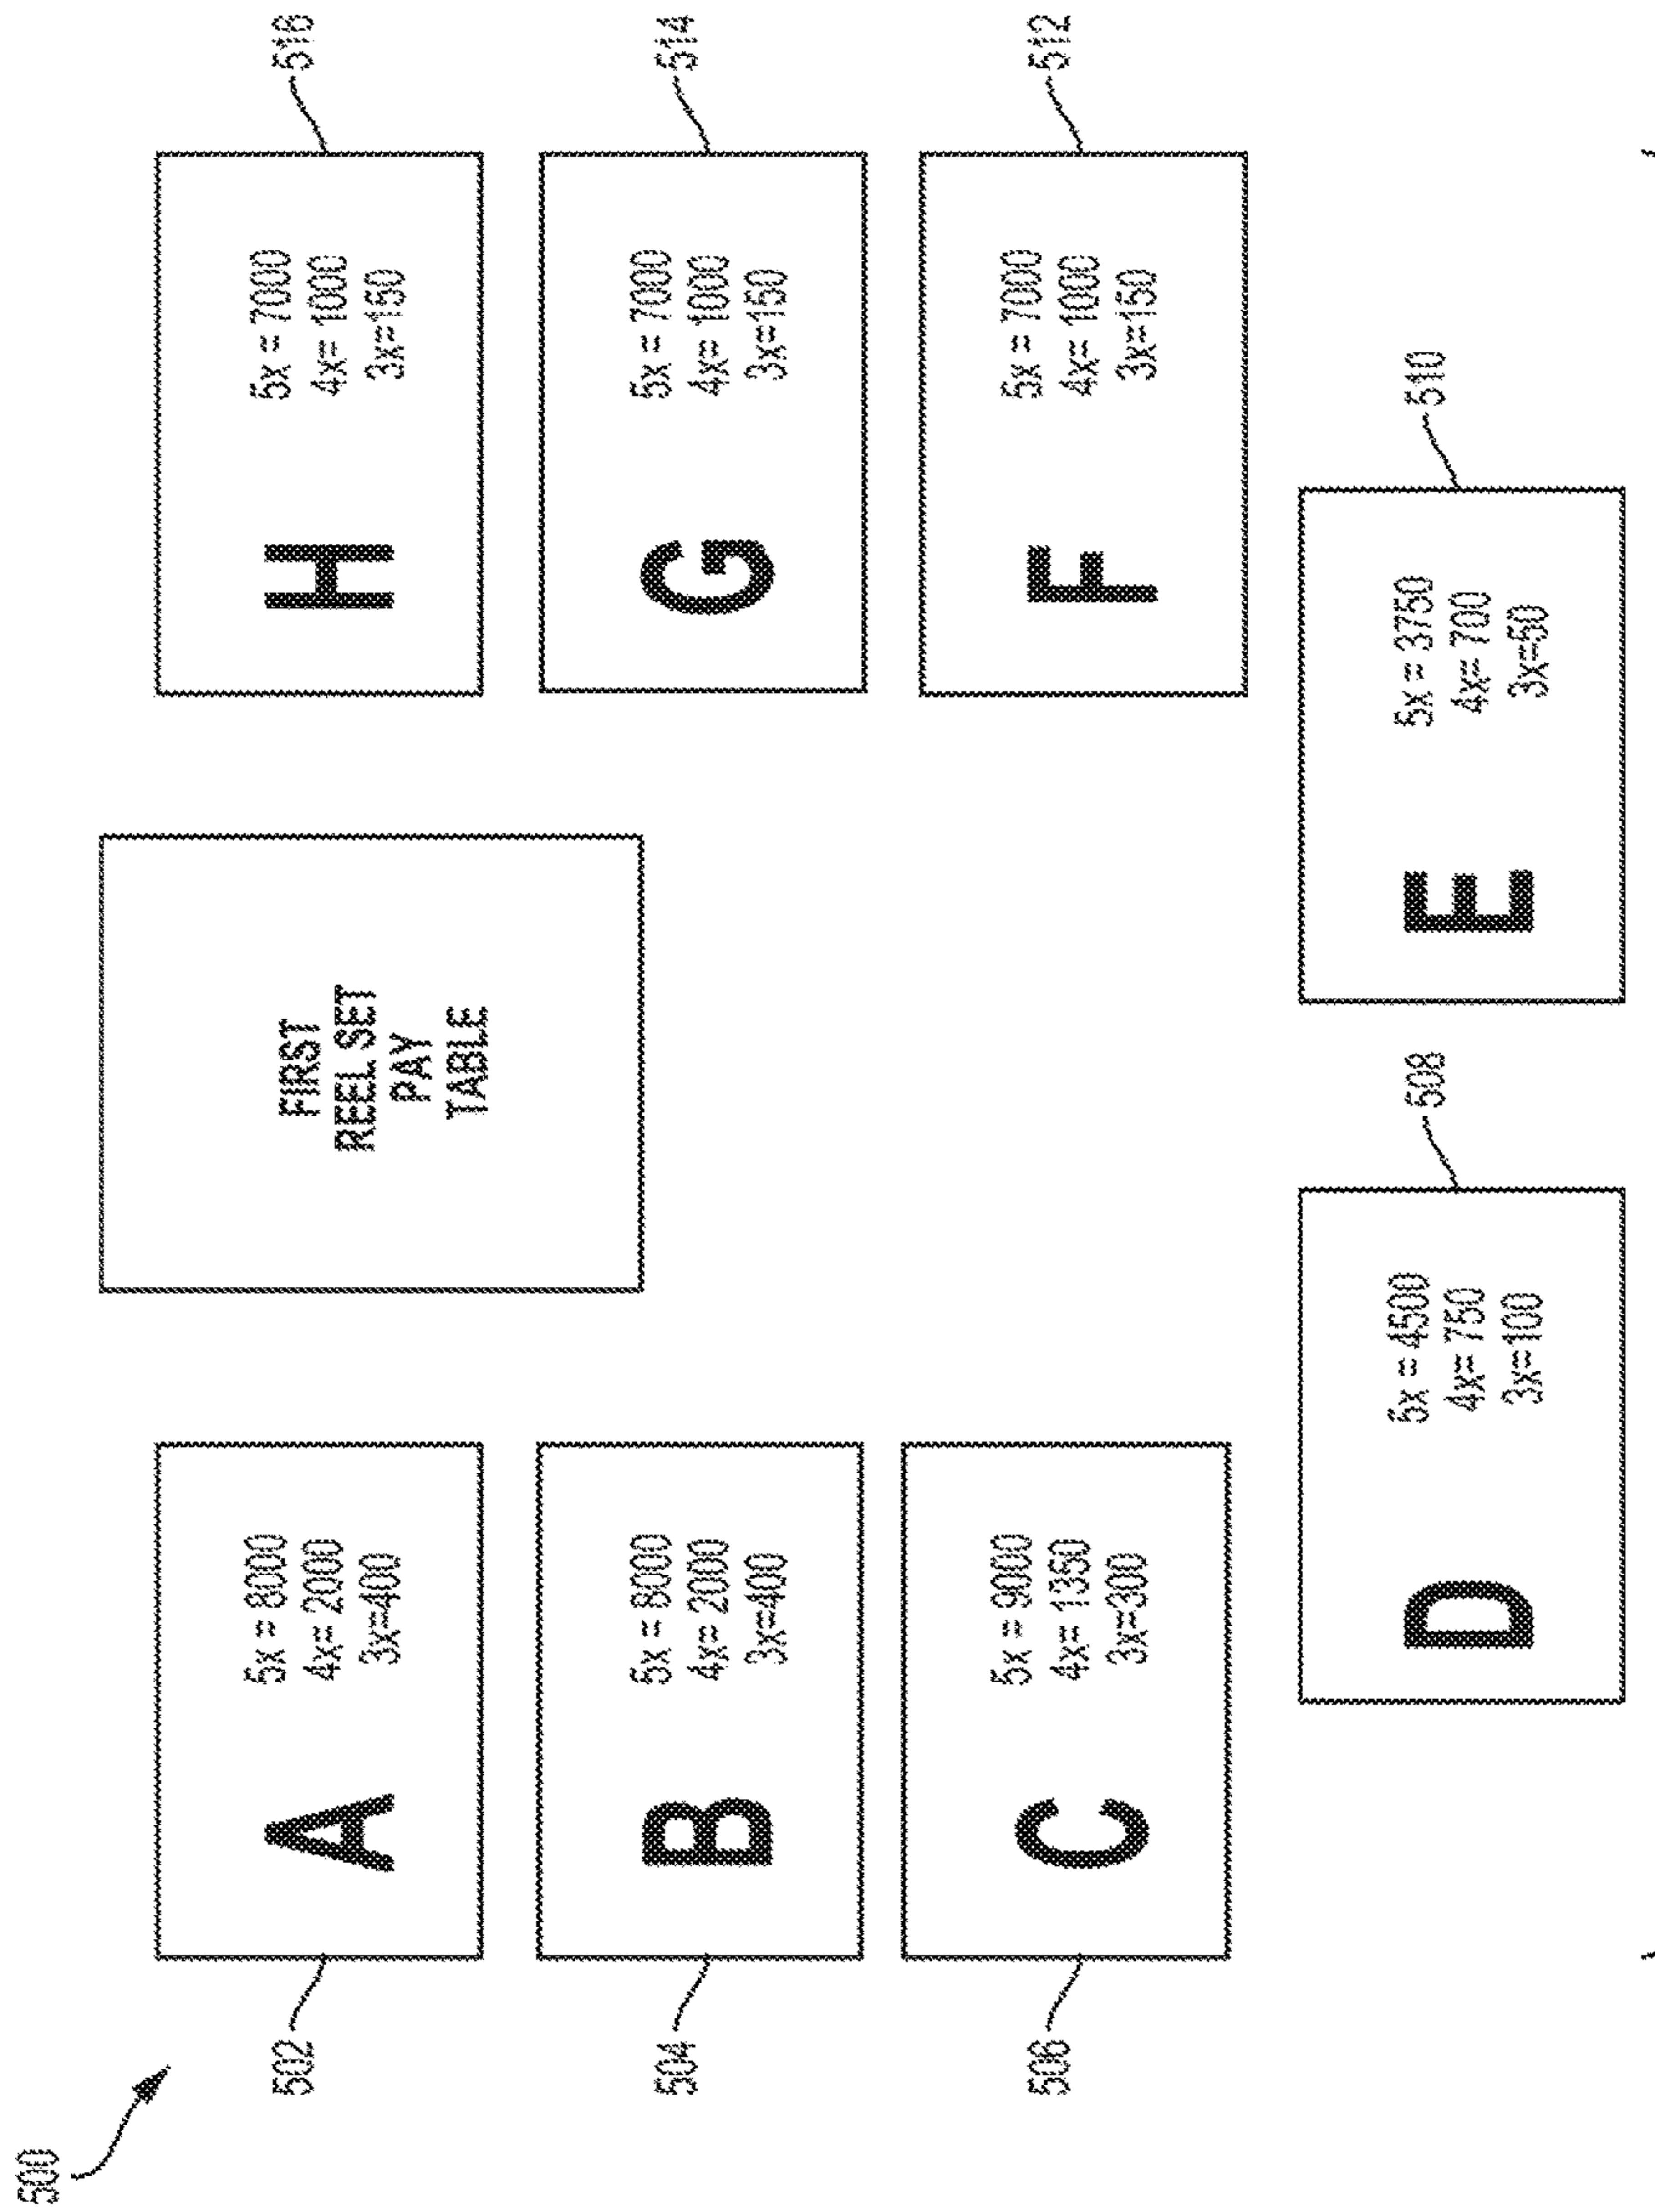 500
FIRST
REEL SET
PAY
TABLE
502
A
5x = 8000
4x= 2000
3x=400
H
5x = 7000
4x= 1000
3x=150
516
504
B
5x = 8000
4x= 2000
3x=400
G
5x = 7000
4x= 1000
3x=150
514
506
C
5x = 9000
4x= 1350
3x=300
F
5x = 7000
4x= 1000
3x=150
512
D
5x = 4500
4x= 750
3x=100
508
E
5x = 3750
4x= 700
3x=50
510